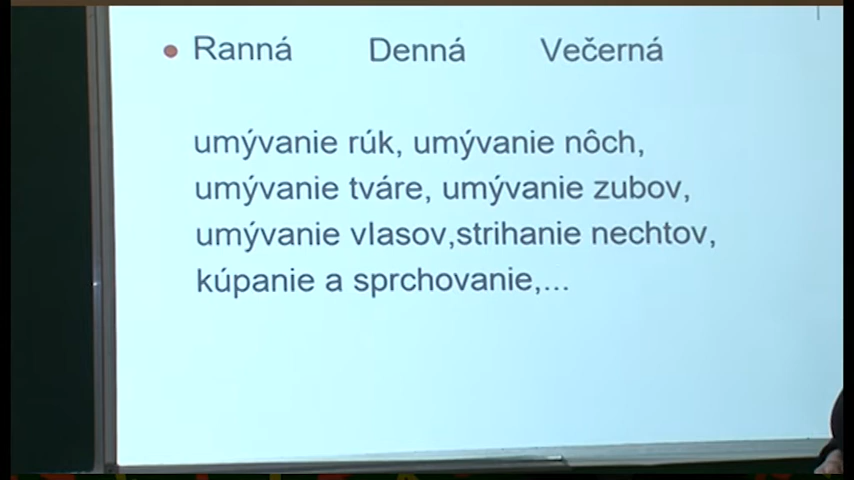 Ranná Denná Večerná
umývanie rúk, umývanie nôch,
umývanie tváre, umývanie zubov,
umývanie vlasov,strihanie nechtov,
kúpanie a sprchovanie,...